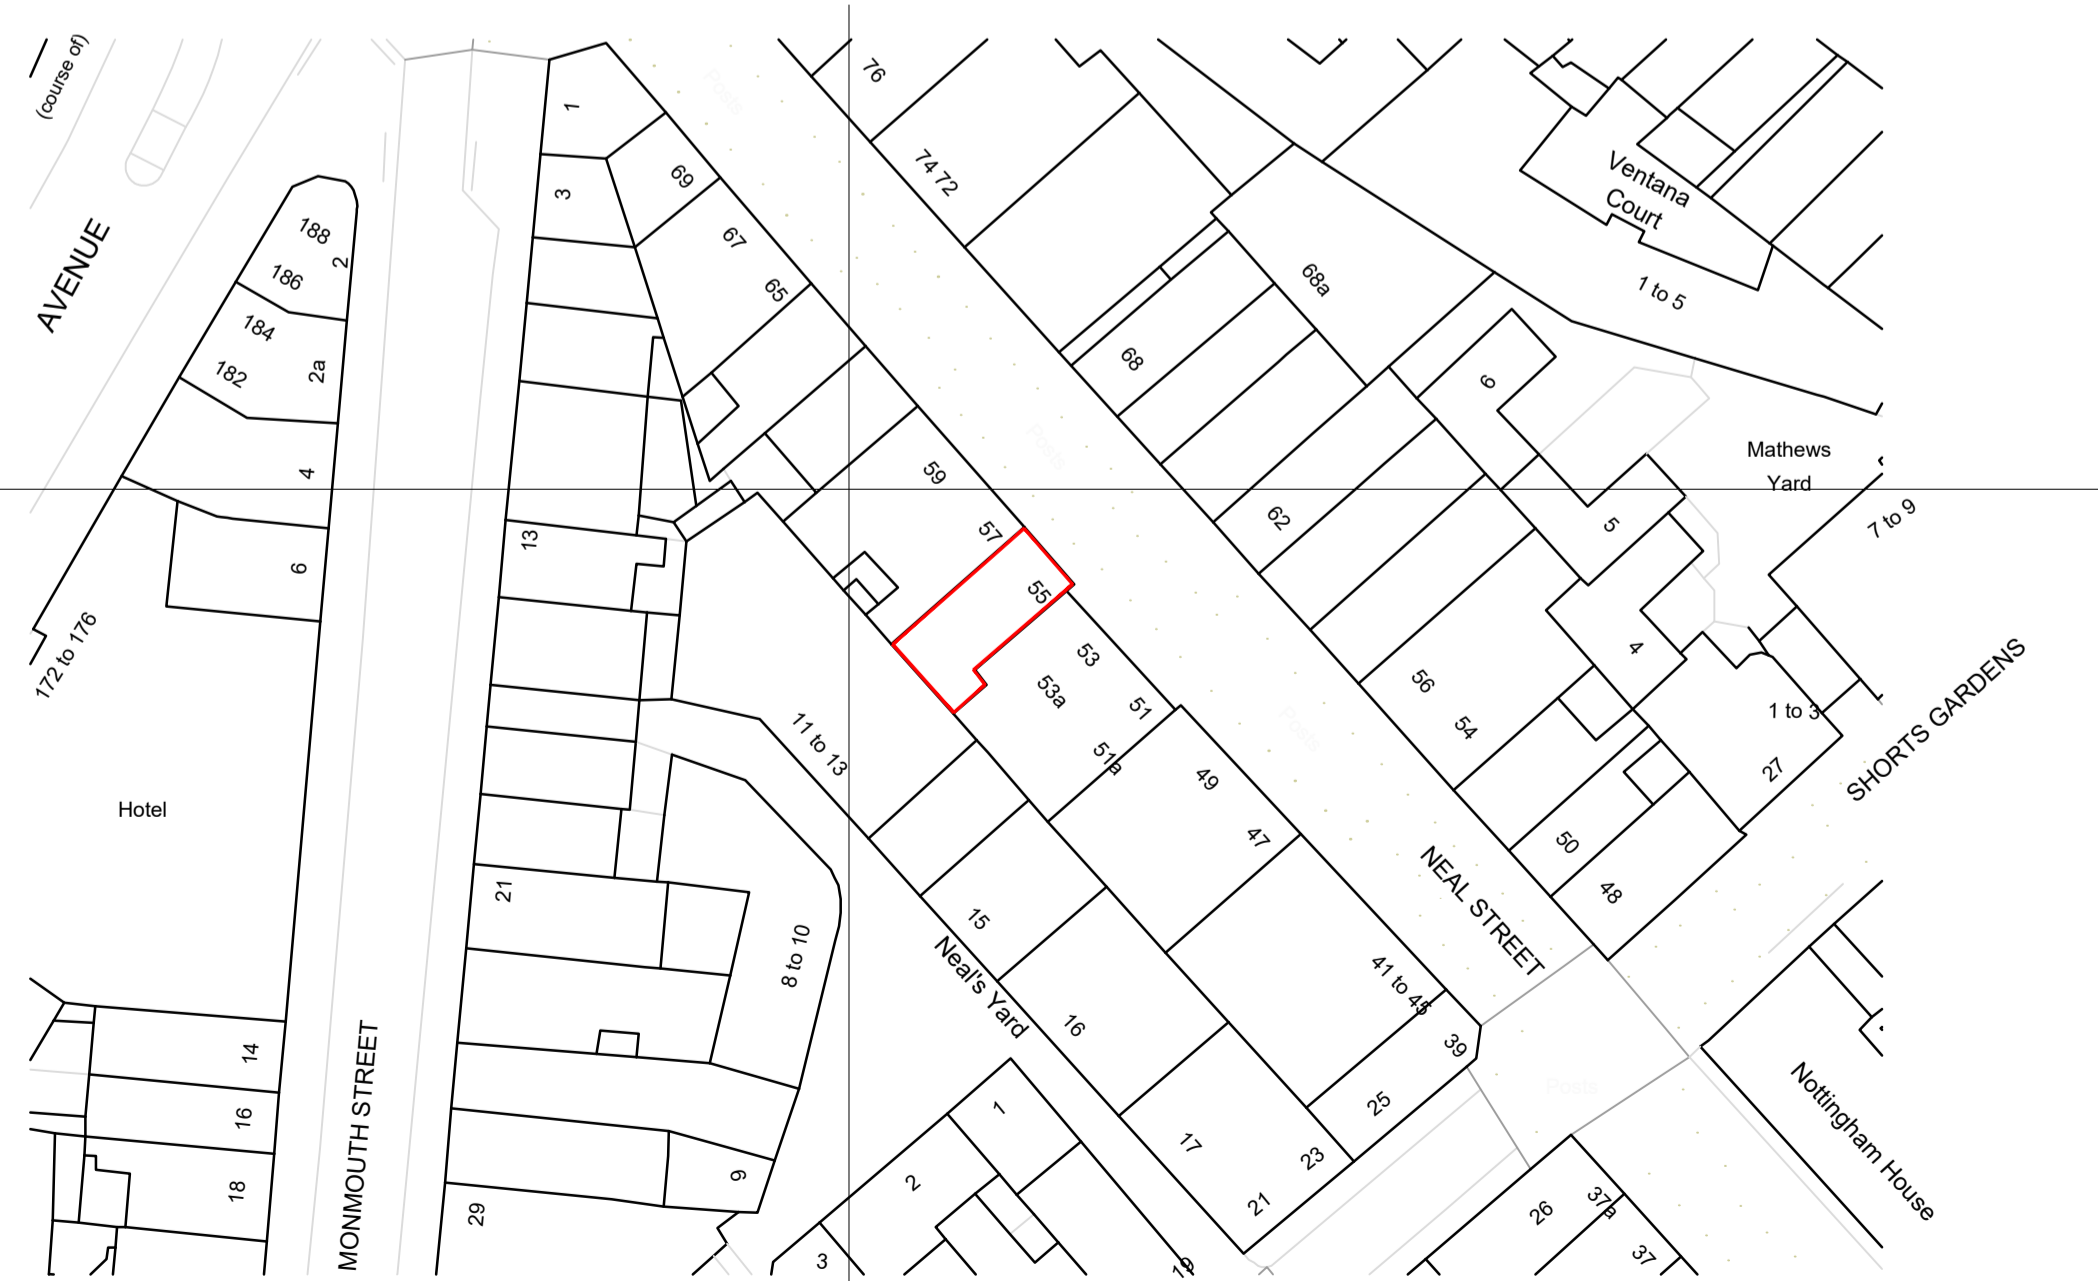 (course of)
AVENUE
188
186
2
184
182
2a
4
6
172 to 176
Hotel
14
16
18
MONMOUTH STREET
1
3
13
21
29
69
67
65
59
57
55
53
53a
51
51a
49
47
41 to 45
39
25
23
21
17
16
15
11 to 13
8 to 10
9
Neal's Yard
1
2
3
19
Posts
Posts
Posts
Posts
76
74 72
68a
68
62
56
54
50
48
NEAL STREET
Ventana
Court
1 to 5
6
5
4
Mathews
Yard
7 to 9
1 to 3
27
SHORTS GARDENS
Nottingham House
26
37a
37